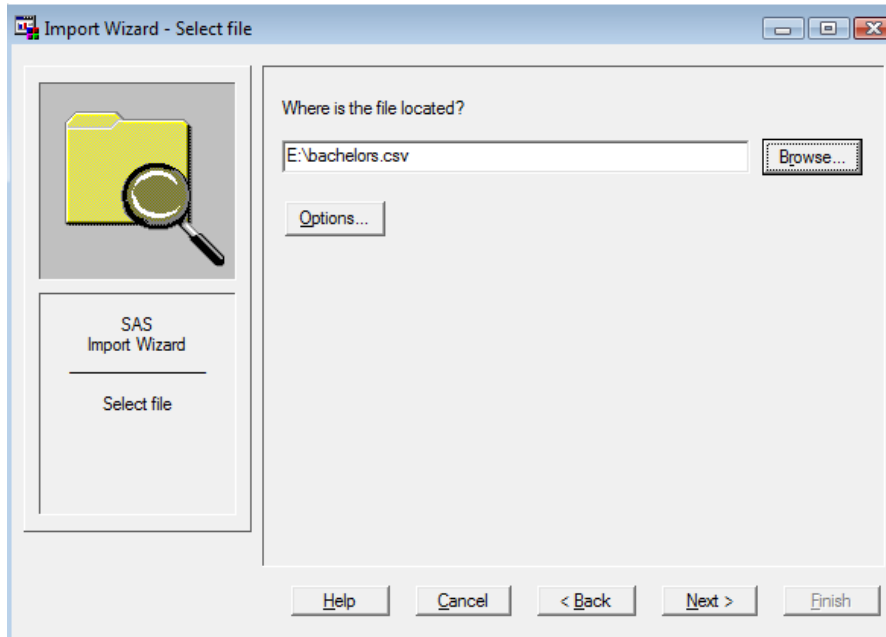 Import Wizard - Select file
Where is the file located?
E:\bachelors.csv
Browse...
Options...
SAS
Import Wizard
Select file
Help
Cancel
< Back
Next >
Finish